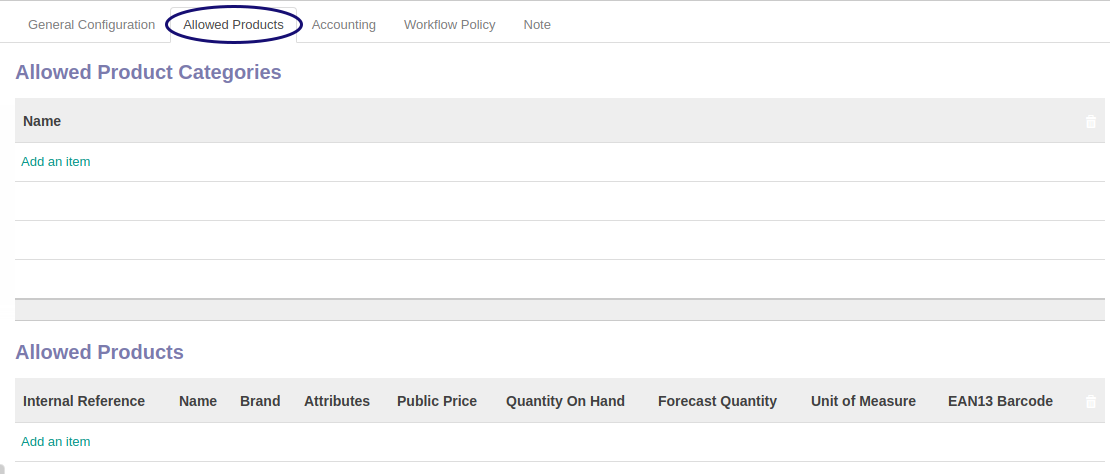 General Configuration Allowed Products Accounting Workflow Policy Note
Allowed Product Categories
Name
Add an item
Allowed Products
Internal Reference Name Brand Attributes Public Price Quantity On Hand Forecast Quantity Unit of Measure EAN13 Barcode
Add an item